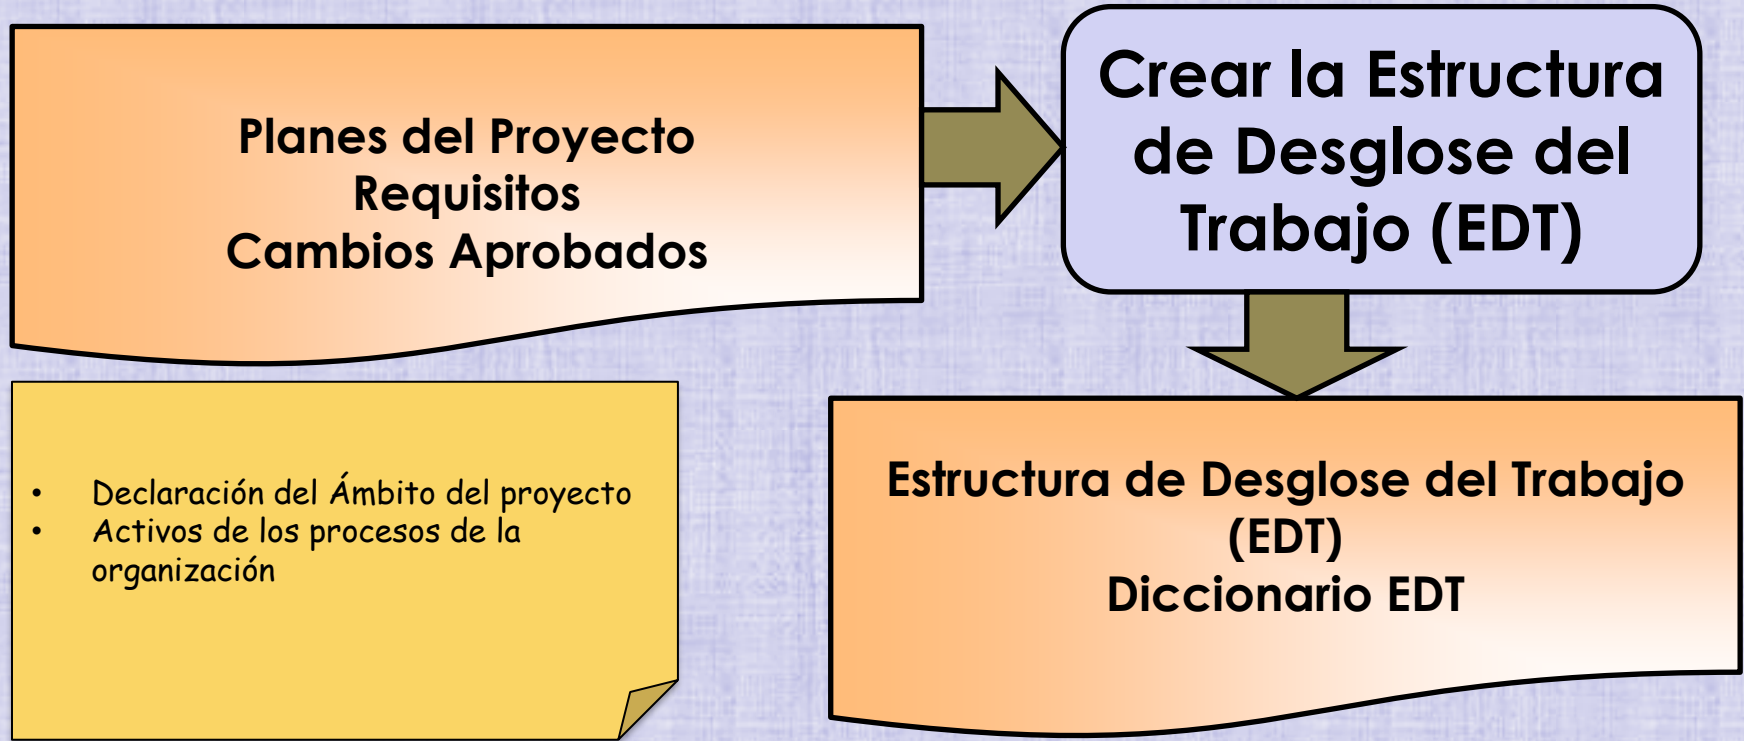 Planes del Proyecto
Requisitos
Cambios Aprobados
Crear la Estructura
de Desglose del
Trabajo (EDT)
• Declaración del Ámbito del proyecto
• Activos de los procesos de la
organización
Estructura de Desglose del Trabajo
(EDT)
Diccionario EDT